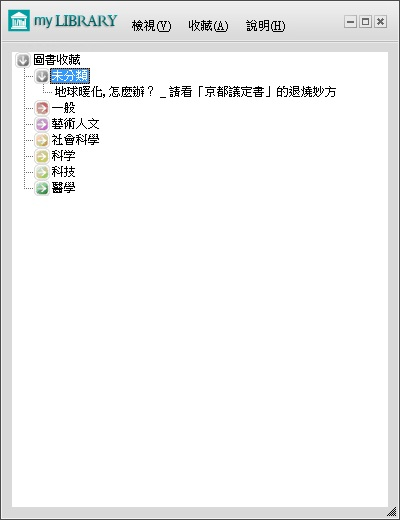 my LIBRARY 檢視(V) 收藏(A) 說明(H)
圖書收藏
未分類
地球暖化,怎麼辦？_請看「京都議定書」的退燒妙方
一般
藝術人文
社會科學
科学
科技
醫學